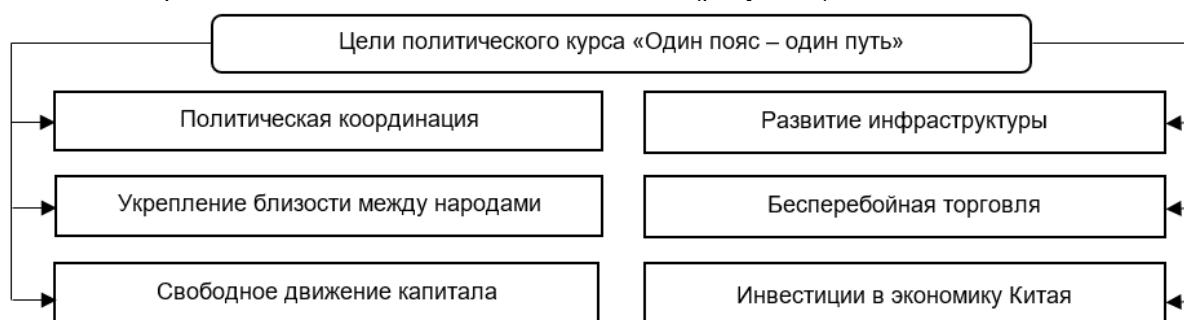 Цели политического курса «Один пояс – один путь»
Политическая координация
Развитие инфраструктуры
Укрепление близости между народами
Бесперебойная торговля
Свободное движение капитала
Инвестиции в экономику Китая